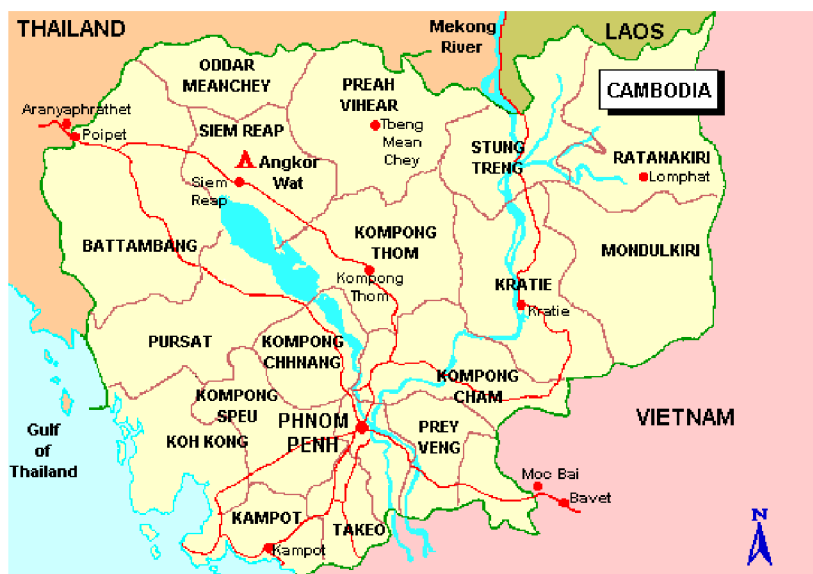 THAILAND
Mekong
River
LAOS
ODDAR
MEANCHEY
PREAH
VIHEAR
CAMBODIA
Aranyaphrathet
Poipet
SIEM REAP
Tbeng
Mean
Chey
STUNG
TRENG
RATANAKIRI
Lomphat
Angkor
Wat
Siem
Reap
BATTAMBANG
KOMPONG
THOM
MONDULKIRI
Kompong
Thom
KRATIE
Kratie
PURSAT
KOMPONG
CHHNANG
KOMPONG
CHAM
KOMPONG
SPEU
PHNOM
PENH
PREY
VENG
VIETNAM
Gulf
of
Thailand
KOH KONG
Moc Bai
Bavet
KAMPOT
TAKEO
Kampot
N